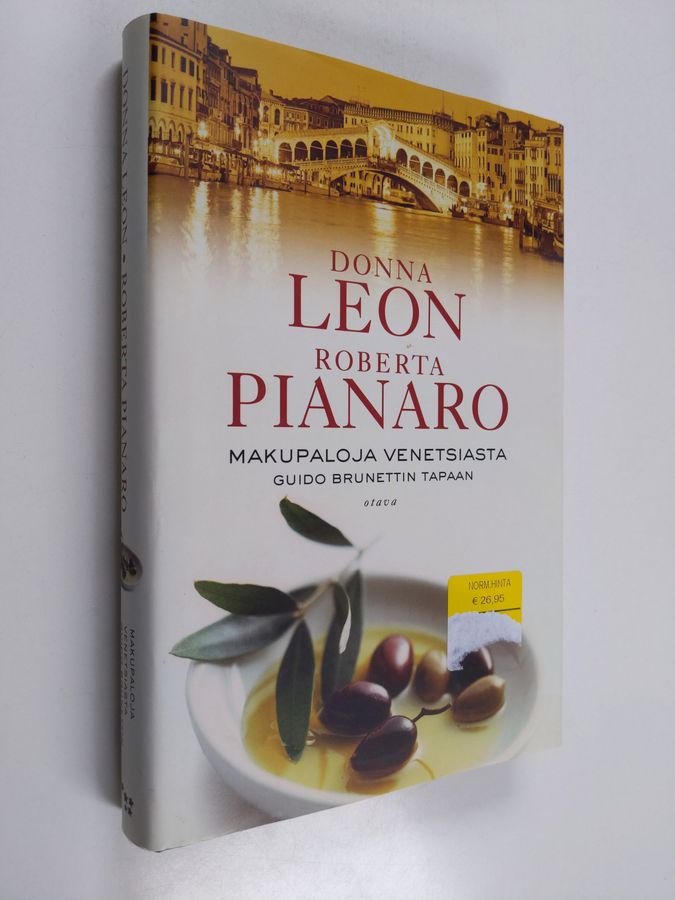 DONNA
LEON
ROBERTA
PIANARO
MAKUPALOJA VENETSIASTA
GUIDO BRUNETTIN TAPAAN
otava
NORM.HINTA
€ 26,95
DONNA LEON • ROBERTA PIANARO
MAKUPALOJA
VENETSIASTA